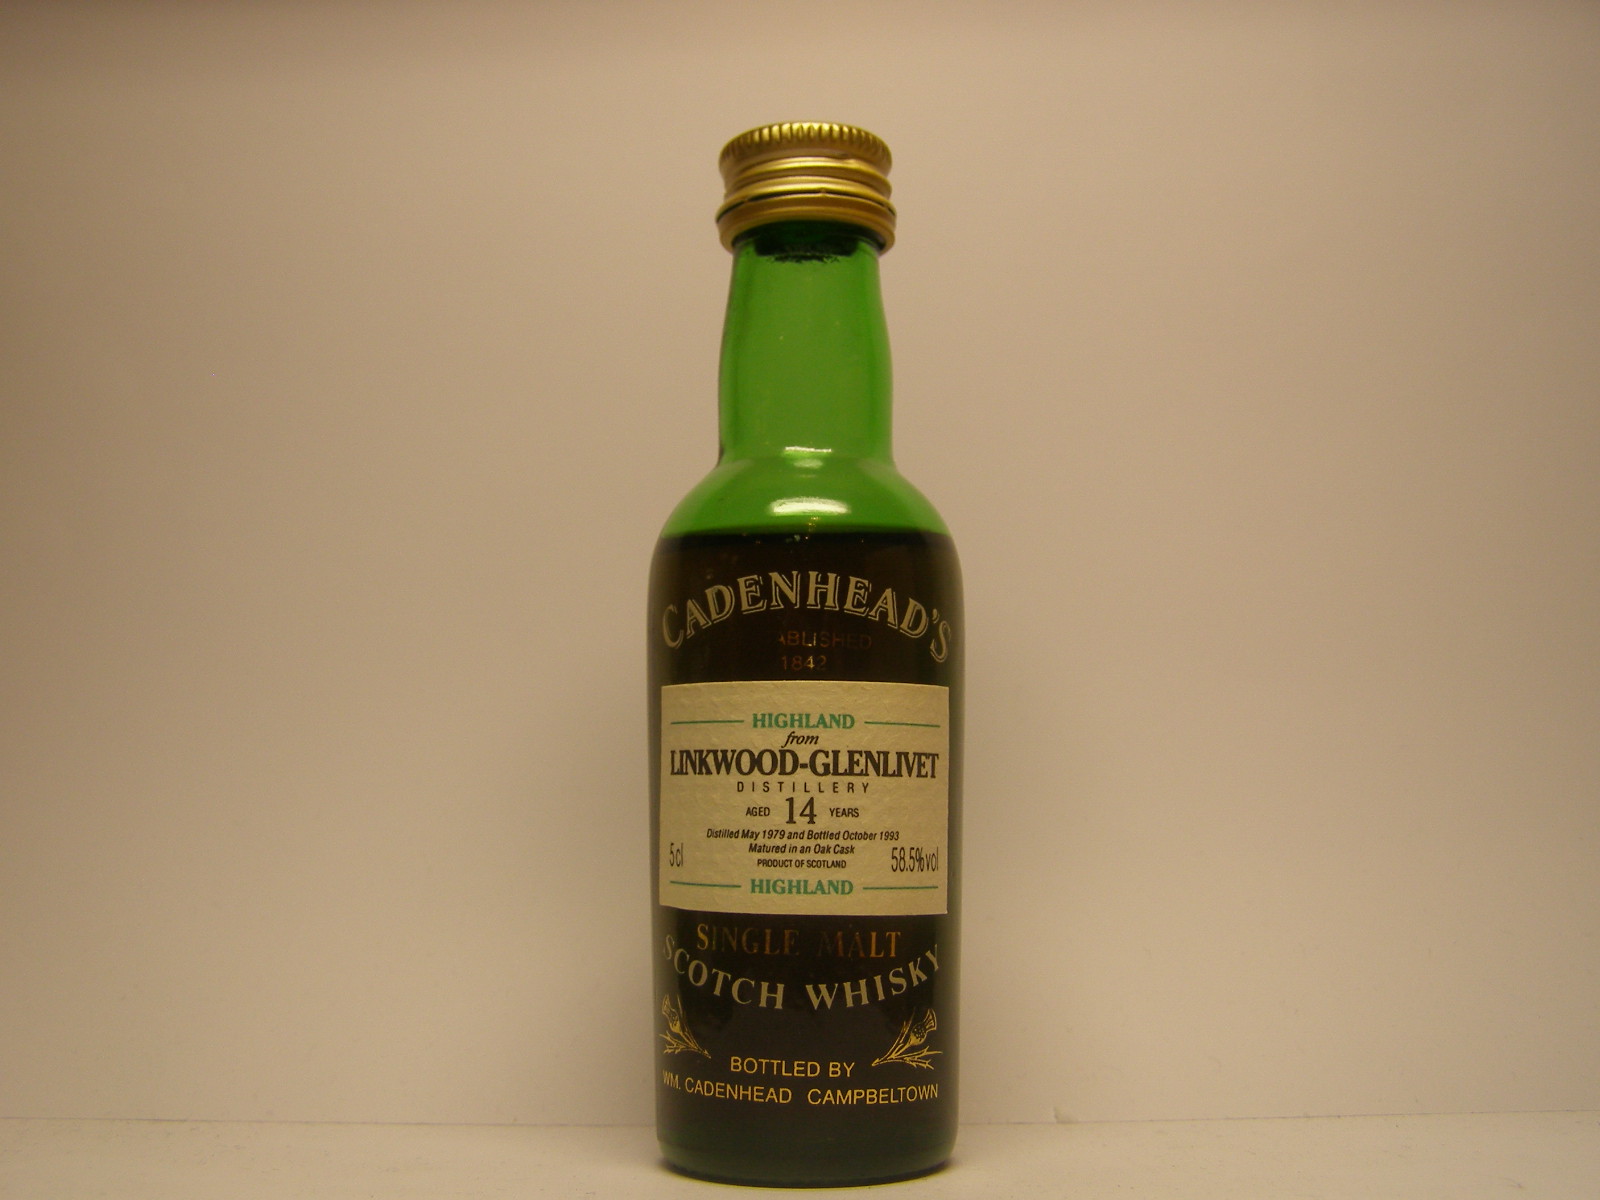 CADENHEAD'S
ABLISHED
1842
HIGHLAND
from
LINKWOOD-GLENLIVET
DISTILLERY
AGED 14 YEARS
Distilled May 1979 and Bottled October 1993
Matured in an Oak Cask
5cl PRODUCT OF SCOTLAND 58.5%vol
HIGHLAND
SINGLE MALT
SCOTCH WHISKY
BOTTLED BY
WM. CADENHEAD CAMPBELTOWN